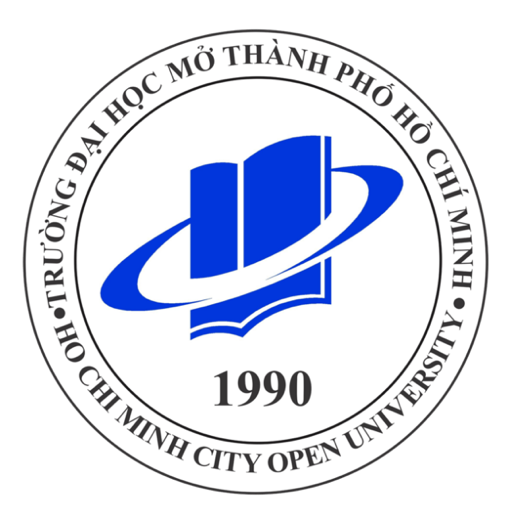 TRƯỜNG ĐẠI HỌC MỞ THÀNH PHỐ HỒ CHÍ MINH
1990
HO CHI MINH CITY OPEN UNIVERSITY